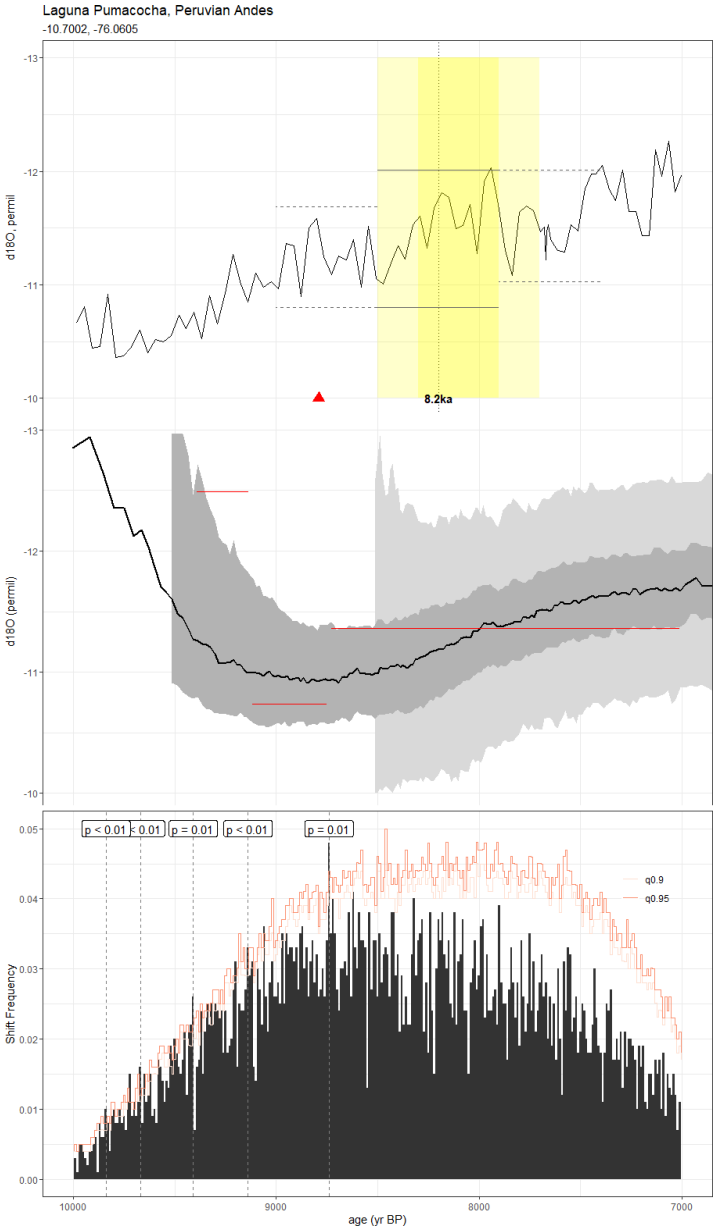 Laguna Pumacocha, Peruvian Andes
-10.7002, -76.0605
-13
-12
-11
-10
d18O, permil
8.2ka
-13
-12
-11
-10
d18O (permil)
p < 0.01
< 0.01
p = 0.01
p < 0.01
p = 0.01
0.05
0.04
0.03
0.02
0.01
0.00
Shift Frequency
q0.9
q0.95
10000 9000 8000 7000
age (yr BP)